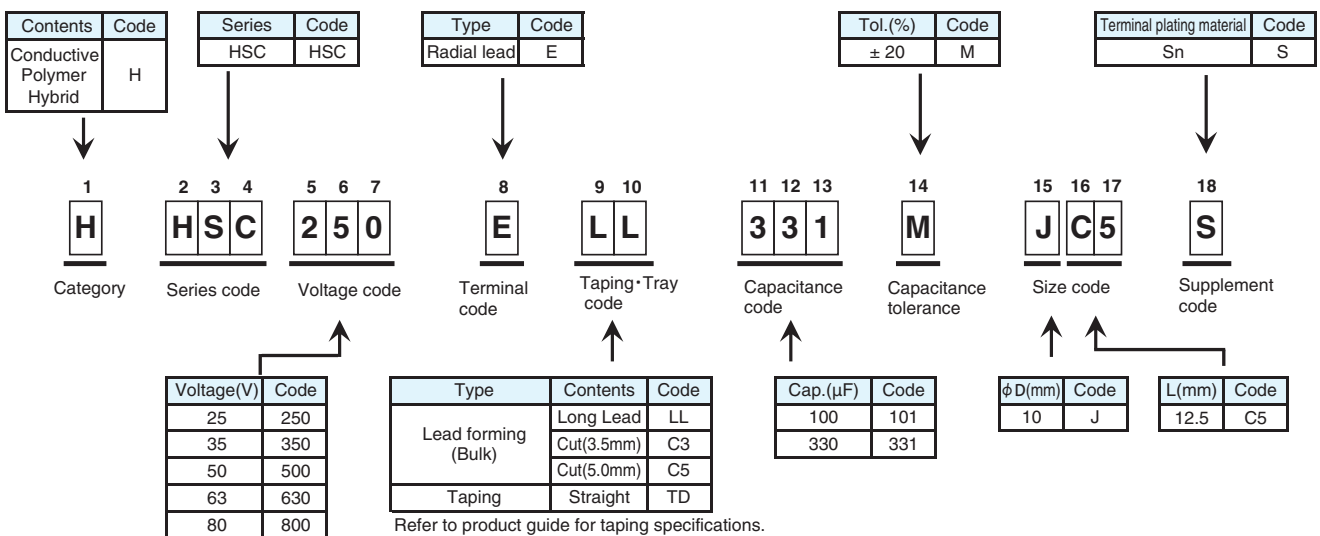 Contents Code
Conductive Polymer Hybrid H
Series Code
HSC HSC
Type Code
Radial lead E
Tol.(%) Code
± 20 M
Terminal plating material Code
Sn S
1 2 3 4 5 6 7 8 9 10 11 12 13 14 15 16 17 18
H H S C 2 5 0 E L L 3 3 1 M J C 5 S
Category
Series code
Voltage code
Terminal
code
Taping・Tray
code
Capacitance
code
Capacitance
tolerance
Size code
Supplement
code
Voltage(V) Code
25 250
35 350
50 500
63 630
80 800
Type Contents Code
Lead forming
(Bulk)
Long Lead LL
Cut(3.5mm) C3
Cut(5.0mm) C5
Taping Straight TD
Refer to product guide for taping specifications.
Cap.(µF) Code
100 101
330 331
φD(mm) Code
10 J
L(mm) Code
12.5 C5